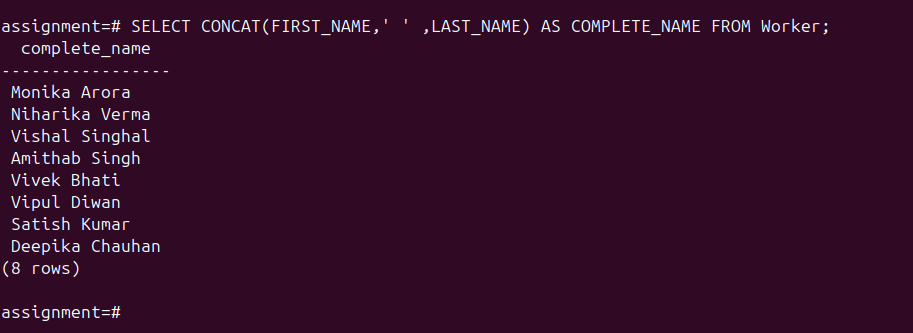 assignment=# SELECT CONCAT(FIRST_NAME,' ' ,LAST_NAME) AS COMPLETE_NAME FROM Worker;
  complete_name
-----------------
 Monika Arora
 Niharika Verma
 Vishal Singhal
 Amithab Singh
 Vivek Bhati
 Vipul Diwan
 Satish Kumar
 Deepika Chauhan
(8 rows)

assignment=#